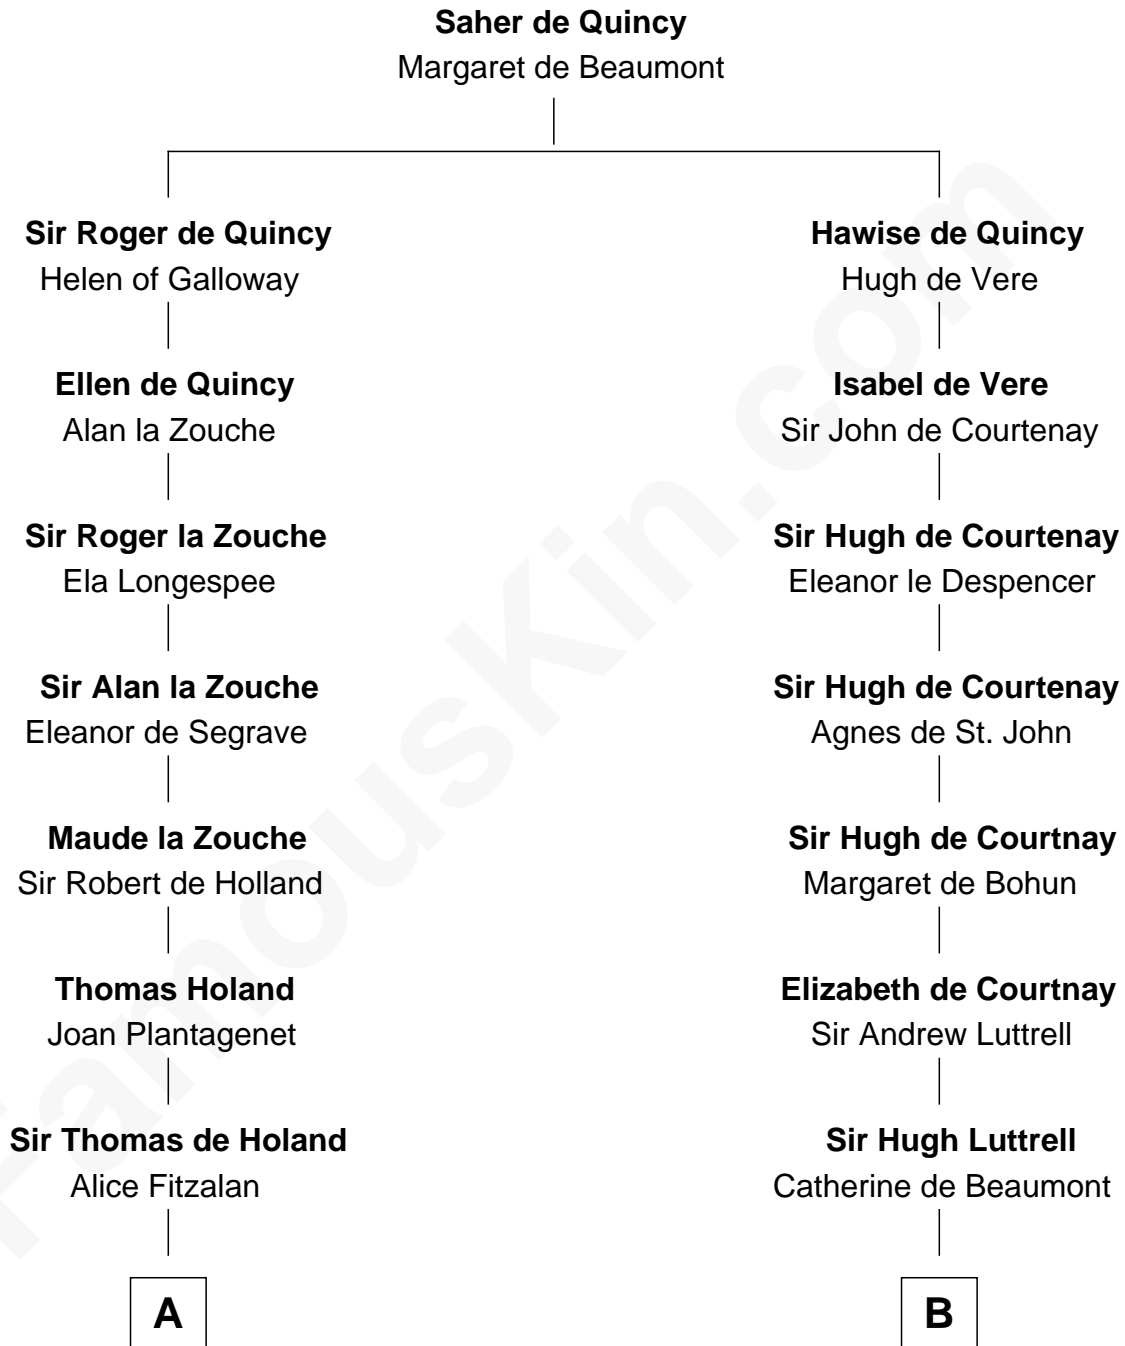 Saher de Quincy
Margaret de Beaumont
Sir Roger de Quincy
Helen of Galloway
Hawise de Quincy
Hugh de Vere
Ellen de Quincy
Alan la Zouche
Isabel de Vere
Sir John de Courtenay
Sir Roger la Zouche
Ela Longespee
Sir Hugh de Courtenay
Eleanor le Despencer
Sir Alan la Zouche
Eleanor de Segrave
Sir Hugh de Courtenay
Agnes de St. John
Maude la Zouche
Sir Robert de Holland
Sir Hugh de Courtnay
Margaret de Bohun
Thomas Holand
Joan Plantagenet
Elizabeth de Courtnay
Sir Andrew Luttrell
Sir Thomas de Holand
Alice Fitzalan
Sir Hugh Luttrell
Catherine de Beaumont
A
B
FamousKin.com